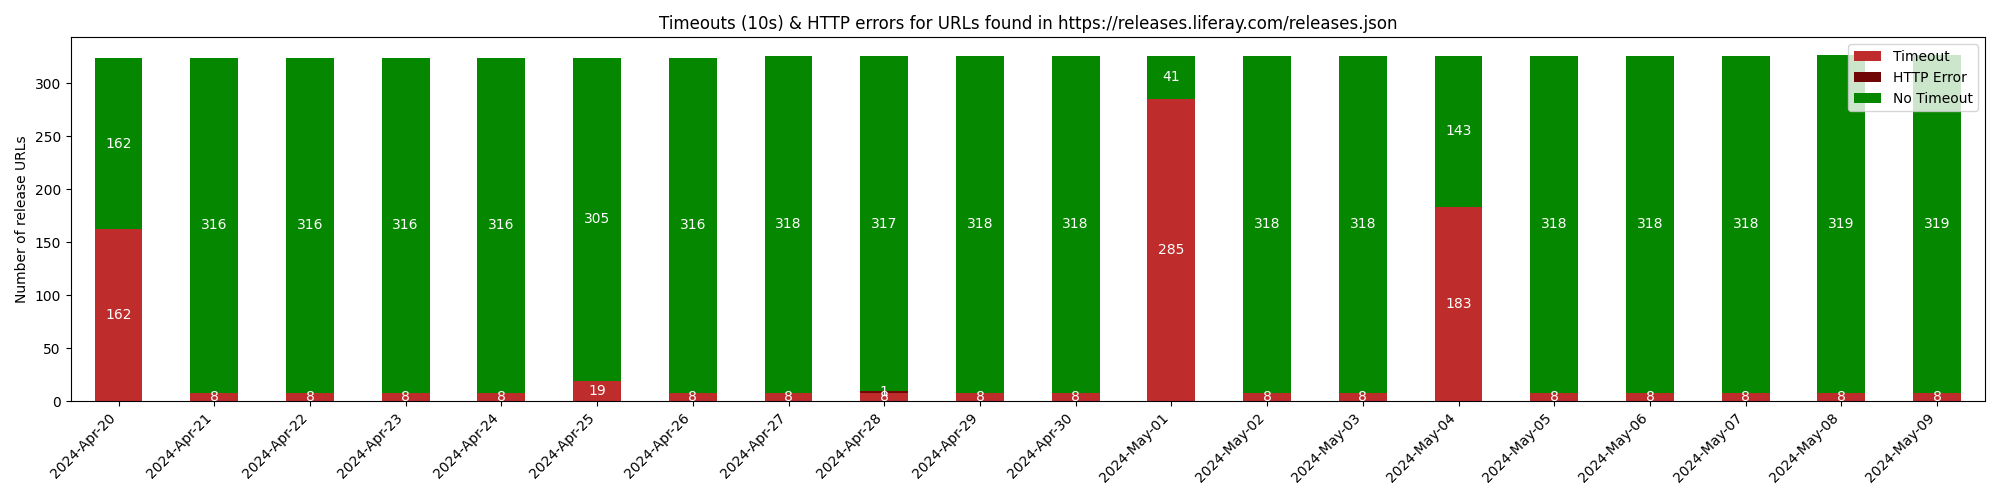 Timeouts (10s) & HTTP errors for URLs found in https://releases.liferay.com/releases.json
Number of release URLs
300
250
200
150
100
50
0
Timeout
HTTP Error
No Timeout
162 316 316 316 316 305 316 318 317 318 318 41 318 318 143 318 318 318 319 319
162 8 8 8 8 19 8 8 1 8 8 8 285 8 8 183 8 8 8 8 8
2024-Apr-20 2024-Apr-21 2024-Apr-22 2024-Apr-23 2024-Apr-24 2024-Apr-25 2024-Apr-26 2024-Apr-27 2024-Apr-28 2024-Apr-29 2024-Apr-30 2024-May-01 2024-May-02 2024-May-03 2024-May-04 2024-May-05 2024-May-06 2024-May-07 2024-May-08 2024-May-09